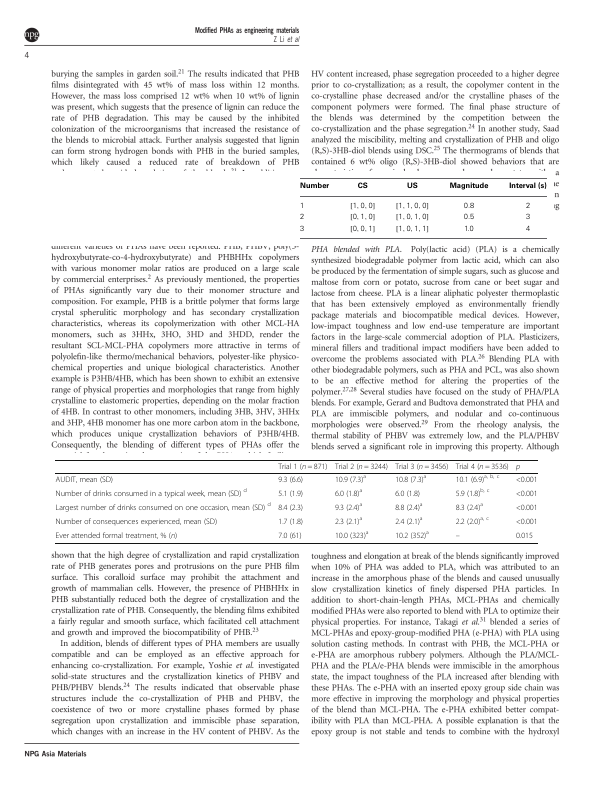 Modified PHAs as engineering materials
Z Li et al
npg
4
burying the samples in garden soil.21 The results indicated that PHB
films disintegrated with 45 wt% of mass loss within 12 months.
However, the mass loss comprised 12 wt% when 10 wt% of lignin
was present, which suggests that the presence of lignin can reduce the
rate of PHB degradation. This may be caused by the inhibited
colonization of the microorganisms that increased the resistance of
the blends to microbial attack. Further analysis suggested that lignin
can form strong hydrogen bonds with PHB in the buried samples,
which likely caused a reduced rate of breakdown of PHB
different varieties of PHAs have been reported. PHB, PHBV, poly(3-
hydroxybutyrate-co-4-hydroxybutyrate) and PHBHHx copolymers
with various monomer molar ratios are produced on a large scale
by commercial enterprises.2 As previously mentioned, the properties
of PHAs significantly vary due to their monomer structure and
composition. For example, PHB is a brittle polymer that forms large
crystal spherulitic morphology and has secondary crystallization
characteristics, whereas its copolymerization with other MCL-HA
monomers, such as 3HHx, 3HO, 3HD and 3HDD, render the
resultant SCL-MCL-PHA copolymers more attractive in terms of
polyolefin-like thermo/mechanical behaviors, polyester-like physico-
chemical properties and unique biological characteristics. Another
example is P3HB/4HB, which has been shown to exhibit an extensive
range of physical properties and morphologies that range from highly
crystalline to elastomeric properties, depending on the molar fraction
of 4HB. In contrast to other monomers, including 3HB, 3HV, 3HHx
and 3HP, 4HB monomer has one more carbon atom in the backbone,
which produces unique crystallization behaviors of P3HB/4HB.
Consequently, the blending of different types of PHAs offer the
HV content increased, phase segregation proceeded to a higher degree
prior to co-crystallization; as a result, the copolymer content in the
co-crystalline phase decreased and/or the crystalline phases of the
component polymers were formed. The final phase structure of
the blends was determined by the competition between the
co-crystallization and the phase segregation.24 In another study, Saad
analyzed the miscibility, melting and crystallization of PHB and oligo
(R,S)-3HB-diol blends using DSC.25 The thermograms of blends that
contained 6 wt% oligo (R,S)-3HB-diol showed behaviors that are
Number CS US Magnitude Interval (s)
1 [1, 0, 0] [1, 1, 0, 0] 0.8 2
2 [0, 1, 0] [1, 0, 1, 0] 0.5 3
3 [0, 0, 1] [1, 0, 0, 1] 1.0 4
PHA blended with PLA. Poly(lactic acid) (PLA) is a chemically
synthesized biodegradable polymer from lactic acid, which can also
be produced by the fermentation of simple sugars, such as glucose and
maltose from corn or potato, sucrose from cane or beet sugar and
lactose from cheese. PLA is a linear aliphatic polyester thermoplastic
that has been extensively employed as environmentally friendly
package materials and biocompatible medical devices. However,
low-impact toughness and low end-use temperature are important
factors in the large-scale commercial adoption of PLA. Plasticizers,
mineral fillers and traditional impact modifiers have been added to
overcome the problems associated with PLA.26 Blending PLA with
other biodegradable polymers, such as PHA and PCL, was also shown
to be an effective method for altering the properties of the
polymer.27,28 Several studies have focused on the study of PHA/PLA
blends. For example, Gerard and Budtova demonstrated that PHA and
PLA are immiscible polymers, and nodular and co-continuous
morphologies were observed.29 From the rheology analysis, the
thermal stability of PHBV was extremely low, and the PLA/PHBV
blends served a significant role in improving this property. Although
Trial 1 (n=871) Trial 2 (n=3244) Trial 3 (n=3456) Trial 4 (n=3536) p
AUDIT, mean (SD) 9.3 (6.6) 10.9 (7.3)a 10.8 (7.3)a 10.1 (6.9)a, b, c <0.001
Number of drinks consumed in a typical week, mean (SD) d 5.1 (1.9) 6.0 (1.8)a 6.0 (1.8) 5.9 (1.8)b, c <0.001
Largest number of drinks consumed on one occasion, mean (SD) d 8.4 (2.3) 9.3 (2.4)a 8.8 (2.4)a 8.3 (2.4)a <0.001
Number of consequences experienced, mean (SD) 1.7 (1.8) 2.3 (2.1)a 2.4 (2.1)a 2.2 (2.0)a, c <0.001
Ever attended formal treatment, % (n) 7.0 (61) 10.0 (323)a 10.2 (352)a – 0.015
shown that the high degree of crystallization and rapid crystallization
rate of PHB generates pores and protrusions on the pure PHB film
surface. This coralloid surface may prohibit the attachment and
growth of mammalian cells. However, the presence of PHBHHx in
PHB substantially reduced both the degree of crystallization and the
crystallization rate of PHB. Consequently, the blending films exhibited
a fairly regular and smooth surface, which facilitated cell attachment
and growth and improved the biocompatibility of PHB.23
In addition, blends of different types of PHA members are usually
compatible and can be employed as an effective approach for
enhancing co-crystallization. For example, Yoshie et al. investigated
solid-state structures and the crystallization kinetics of PHBV and
PHB/PHBV blends.24 The results indicated that observable phase
structures include the co-crystallization of PHB and PHBV, the
coexistence of two or more crystalline phases formed by phase
segregation upon crystallization and immiscible phase separation,
which changes with an increase in the HV content of PHBV. As the
toughness and elongation at break of the blends significantly improved
when 10% of PHA was added to PLA, which was attributed to an
increase in the amorphous phase of the blends and caused unusually
slow crystallization kinetics of finely dispersed PHA particles. In
addition to short-chain-length PHAs, MCL-PHAs and chemically
modified PHAs were also reported to blend with PLA to optimize their
physical properties. For instance, Takagi et al.31 blended a series of
MCL-PHAs and epoxy-group-modified PHA (e-PHA) with PLA using
solution casting methods. In contrast with PHB, the MCL-PHA or
e-PHA are amorphous rubbery polymers. Although the PLA/MCL-
PHA and the PLA/e-PHA blends were immiscible in the amorphous
state, the impact toughness of the PLA increased after blending with
these PHAs. The e-PHA with an inserted epoxy group side chain was
more effective in improving the morphology and physical properties
of the blend than MCL-PHA. The e-PHA exhibited better compat-
ibility with PLA than MCL-PHA. A possible explanation is that the
epoxy group is not stable and tends to combine with the hydroxyl
NPG Asia Materials